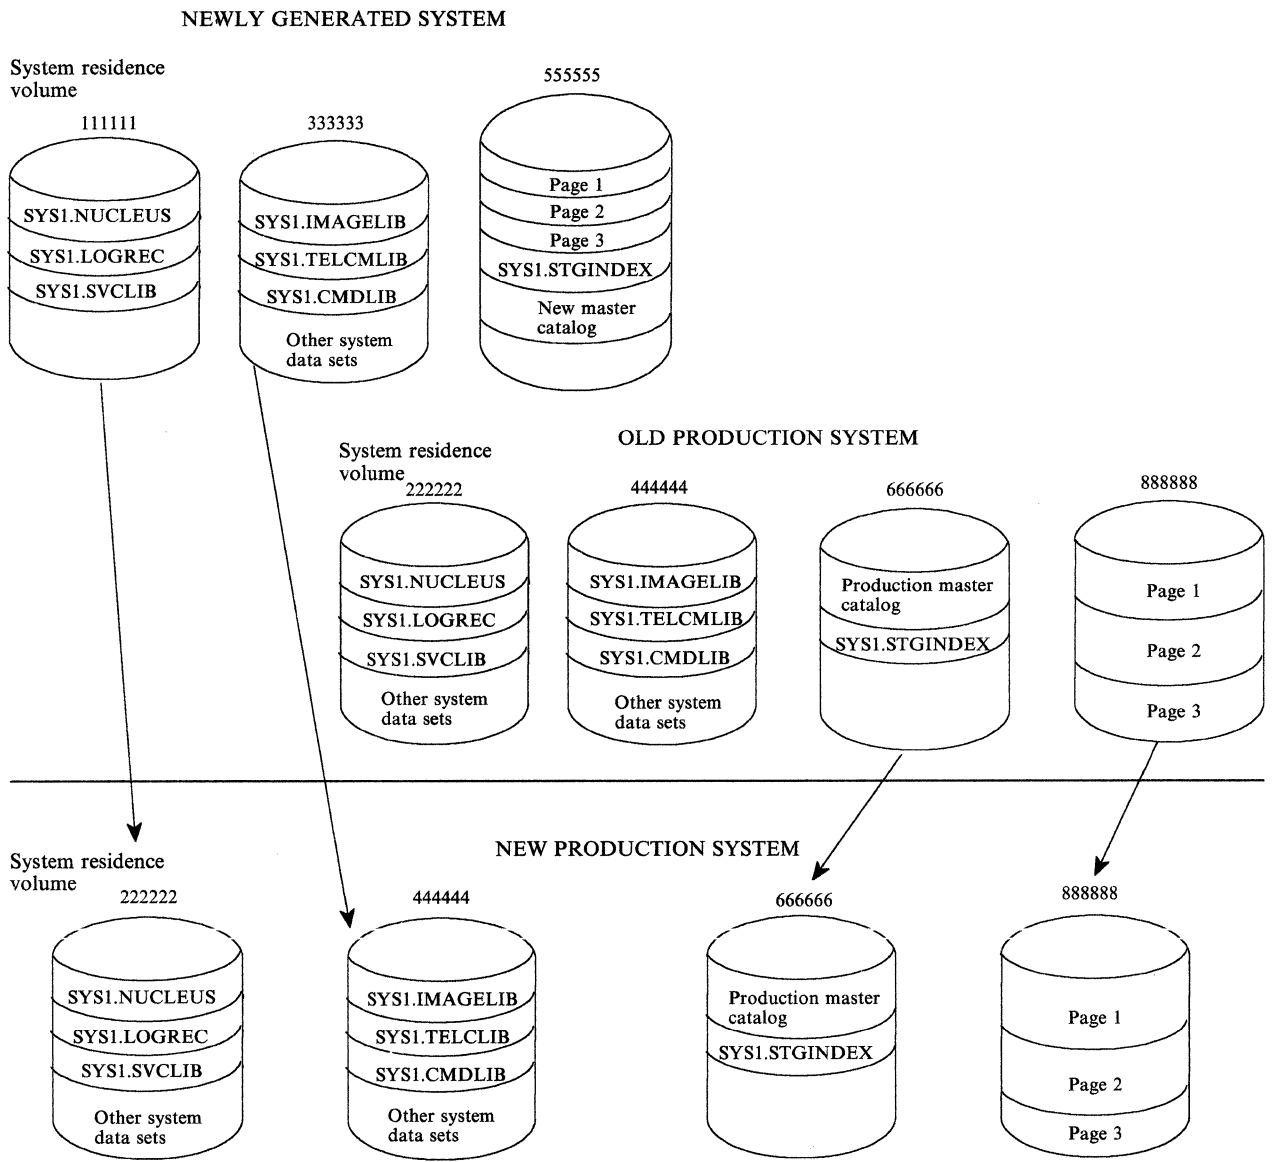 NEWLY GENERATED SYSTEM
System residence
volume
111111
SYS1.NUCLEUS
SYS1.LOGREC
SYS1.SVCLIB
333333
SYS1.IMAGELIB
SYS1.TELCMLIB
SYS1.CMDLIB
Other system
data sets
555555
Page 1
Page 2
Page 3
SYS1.STGINDEX
New master
catalog
OLD PRODUCTION SYSTEM
System residence
volume
222222
SYS1.NUCLEUS
SYS1.LOGREC
SYS1.SVCLIB
Other system
data sets
444444
SYS1.IMAGELIB
SYS1.TELCMLIB
SYS1.CMDLIB
Other system
data sets
666666
Production master
catalog
SYS1.STGINDEX
888888
Page 1
Page 2
Page 3
NEW PRODUCTION SYSTEM
System residence
volume
222222
SYS1.NUCLEUS
SYS1.LOGREC
SYS1.SVCLIB
Other system
data sets
444444
SYS1.IMAGELIB
SYS1.TELCLIB
SYS1.CMDLIB
Other system
data sets
666666
Production master
catalog
SYS1.STGINDEX
888888
Page 1
Page 2
Page 3